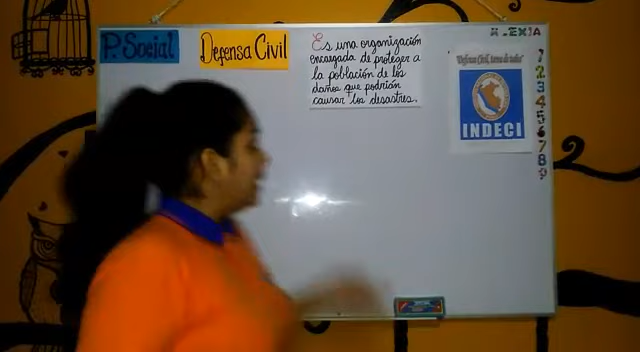 P. Social
Defensa Civil
Es una organización
encargada de proteger a
la población de los
daños que podrían
causar los desastres.
ALEXIA
"Defensa Civil, tarea de todos"
INDECI
1
2
3
4
5
6
7
8
9